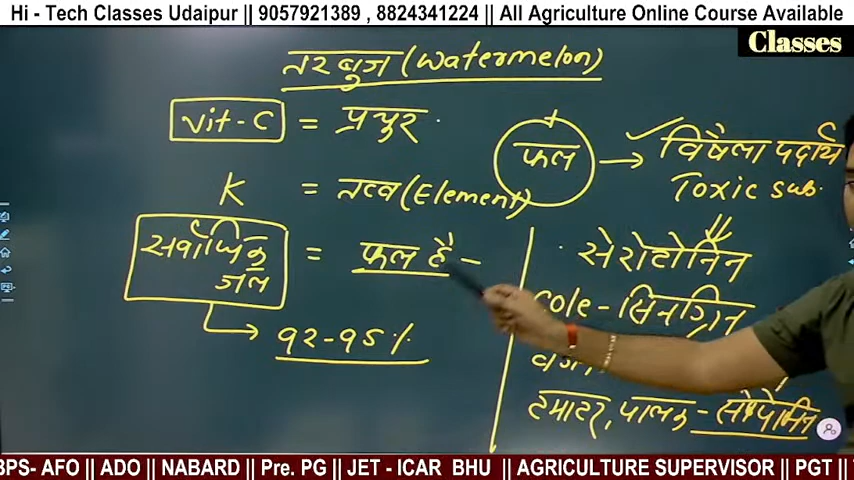 Hi - Tech Classes Udaipur || 9057921389 , 8824341224 || All Agriculture Online Course Available
Classes
तरबुज (Watermelon)
Vit - C = प्रचुर
K = तत्व (Element)
सर्वाधिक जल = फल है -
→ 92-95%
फल → ✓ विषैला पदार्थ
Toxic sub.
सेरोटोनिन
Cole - सिनग्रिन
टमाटर, पालक -
BPS- AFO || ADO || NABARD || Pre. PG || JET - ICAR BHU || AGRICULTURE SUPERVISOR || PGT ||